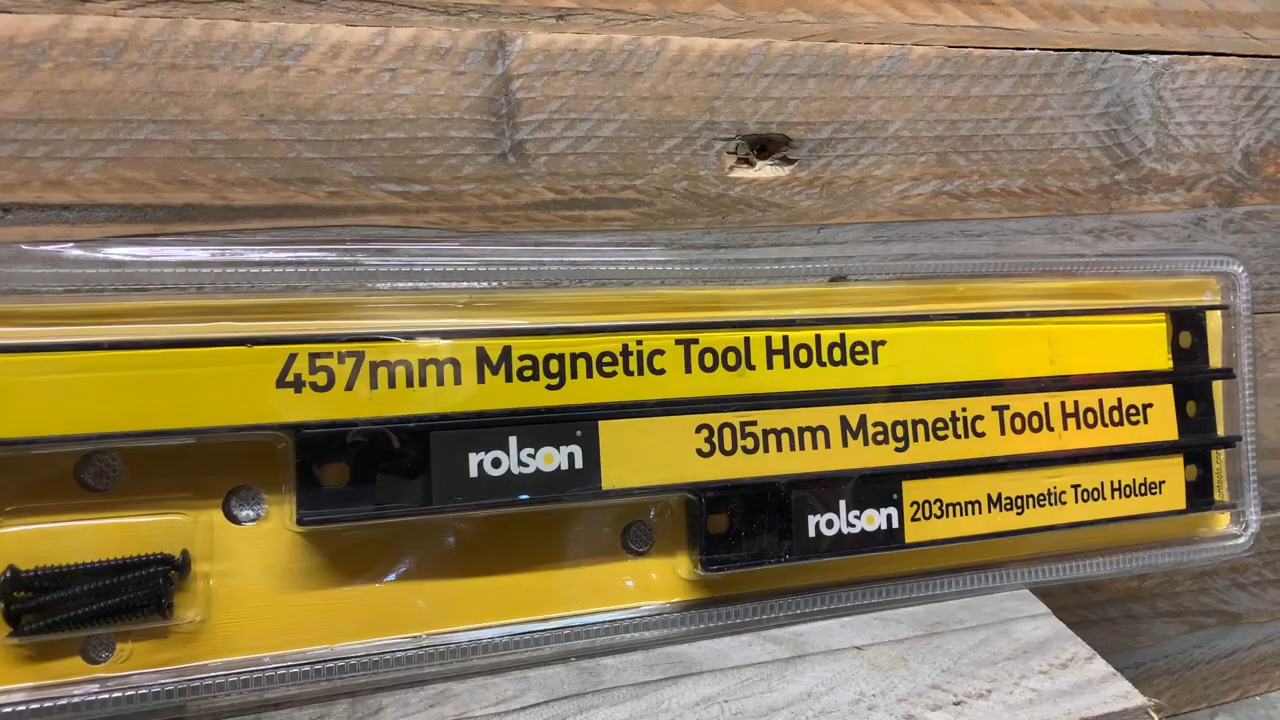 457mm Magnetic Tool Holder
rolson® 305mm Magnetic Tool Holder
rolson® 203mm Magnetic Tool Holder